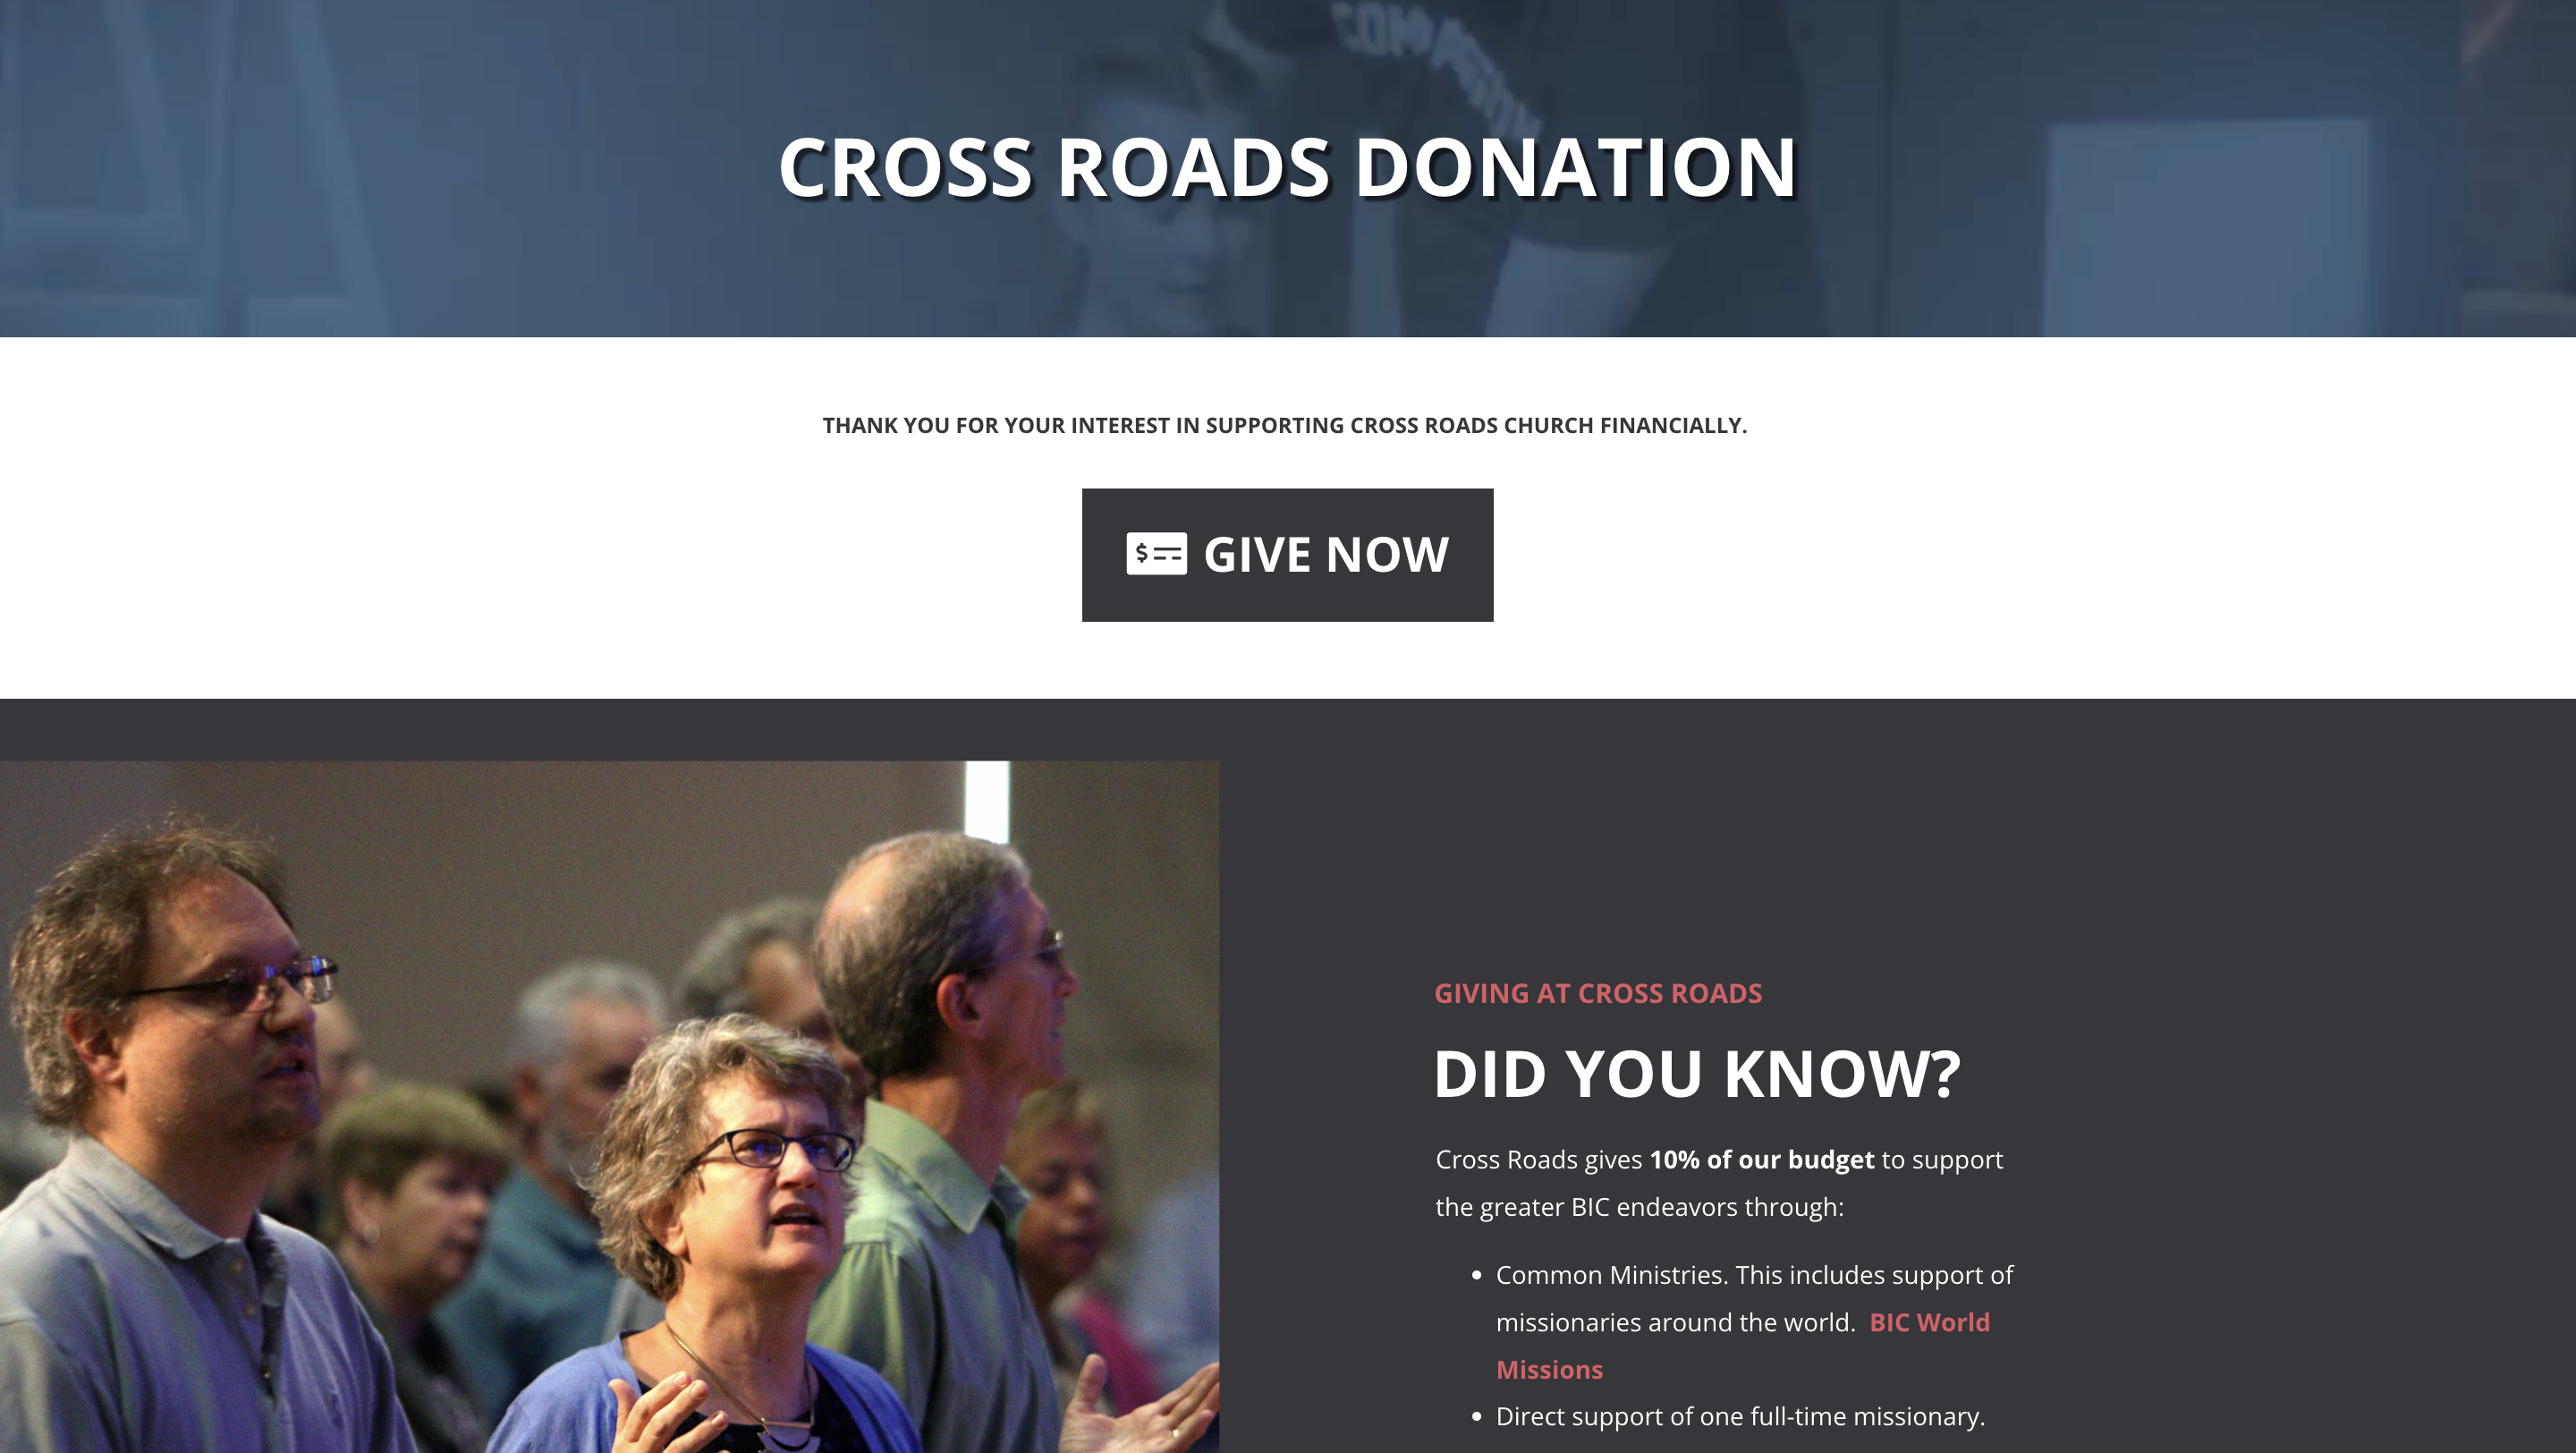 COMPASSION
CROSS ROADS DONATION
THANK YOU FOR YOUR INTEREST IN SUPPORTING CROSS ROADS CHURCH FINANCIALLY.
$ GIVE NOW
GIVING AT CROSS ROADS
DID YOU KNOW?
Cross Roads gives 10% of our budget to support
the greater BIC endeavors through:
Common Ministries. This includes support of
missionaries around the world. BIC World
Missions
Direct support of one full-time missionary.